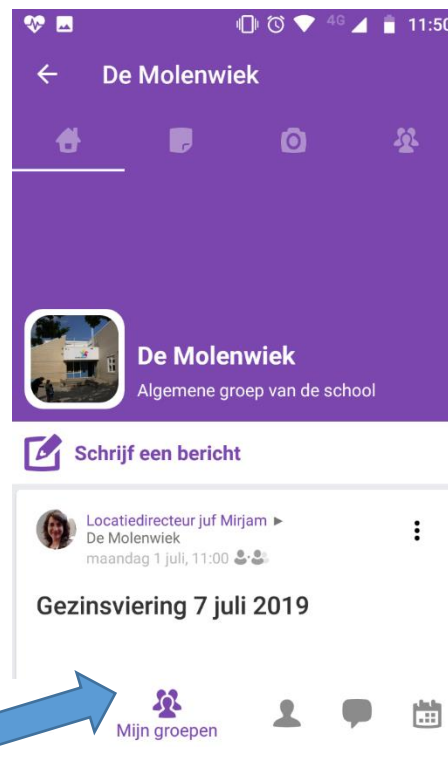 4G 11:50
De Molenwiek
De Molenwiek
Algemene groep van de school
Schrijf een bericht
Locatiedirecteur juf Mirjam ►
De Molenwiek
maandag 1 juli, 11:00
Gezinsviering 7 juli 2019
Mijn groepen